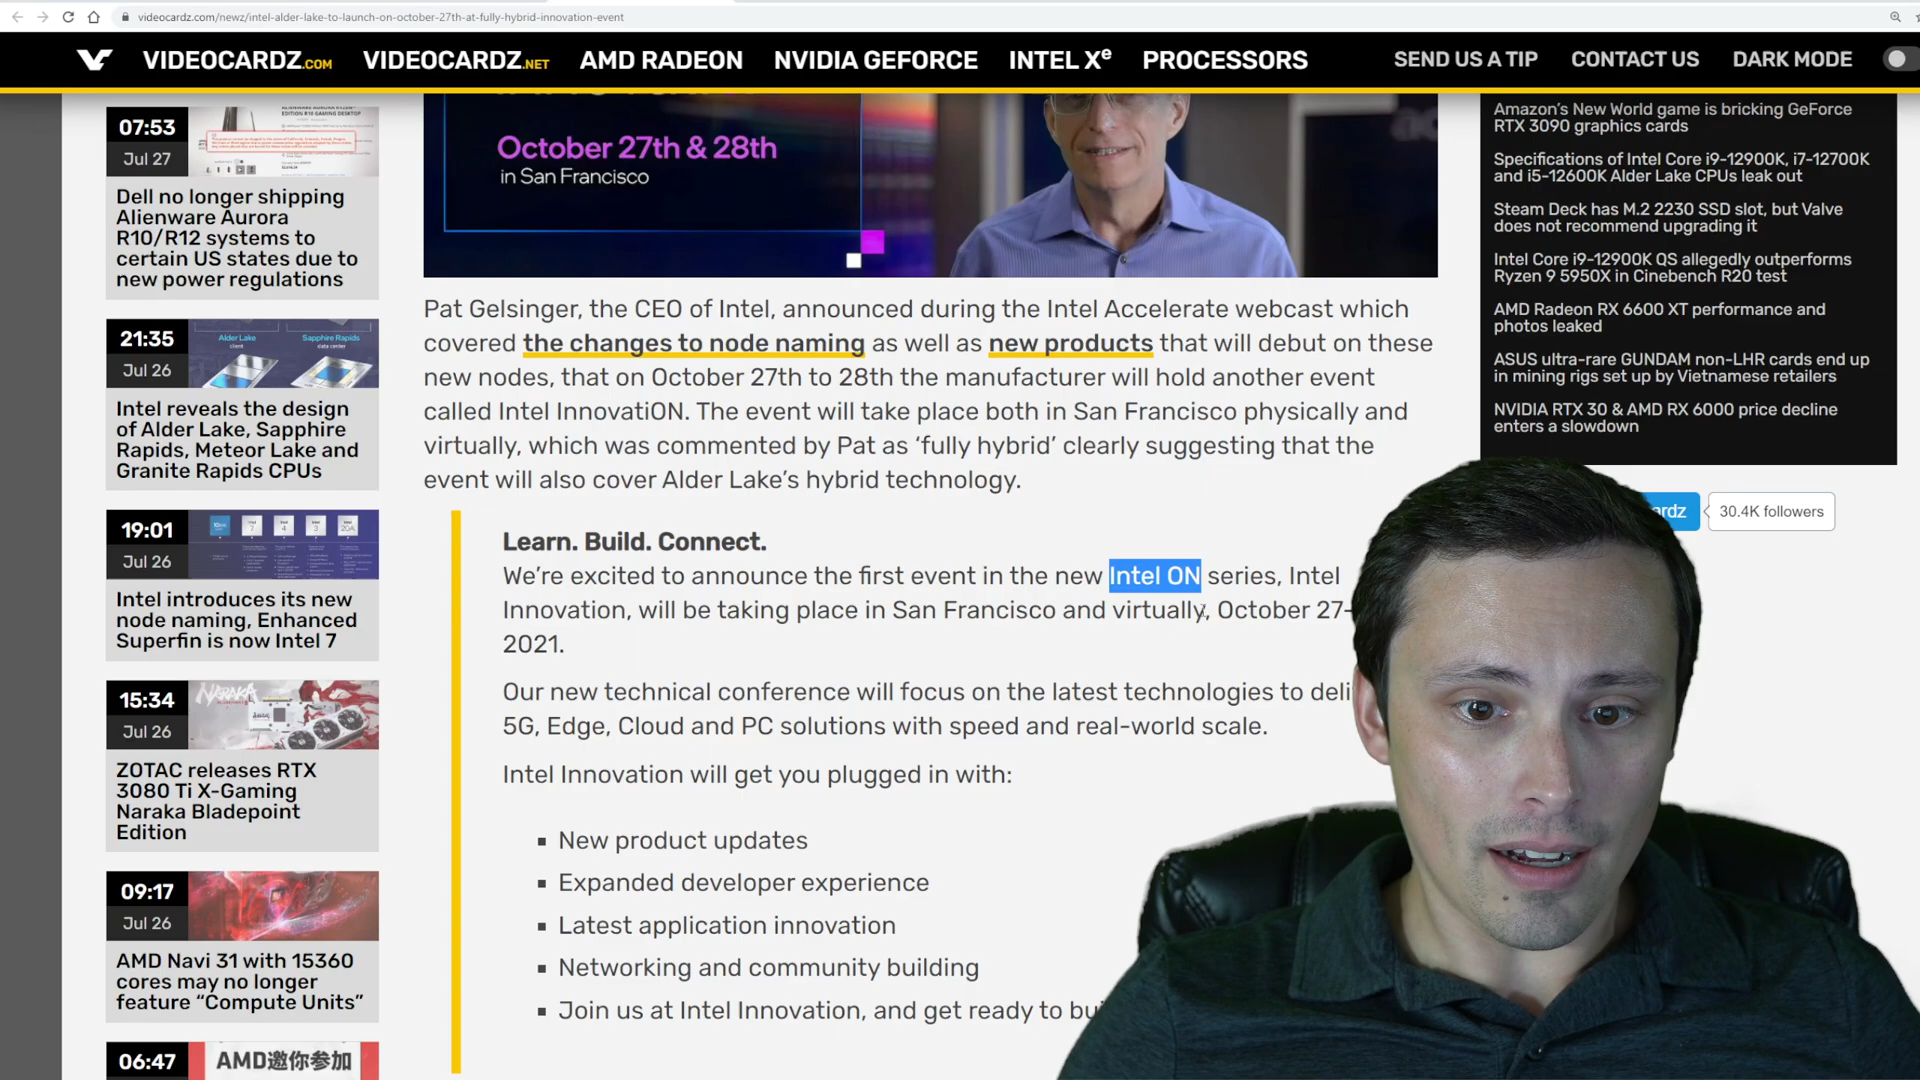 videocardz.com/newz/intel-alder-lake-to-launch-on-october-27th-at-fully-hybrid-innovation-event
VIDEOCARDZ.COM
VIDEOCARDZ.NET
AMD RADEON
NVIDIA GEFORCE
INTEL Xe
PROCESSORS
SEND US A TIP
CONTACT US
DARK MODE
07:53
Jul 27
Dell no longer shipping
Alienware Aurora
R10/R12 systems to
certain US states due to
new power regulations
21:35
Jul 26
Alder Lake
client
Sapphire Rapids
data center
Intel reveals the design
of Alder Lake, Sapphire
Rapids, Meteor Lake and
Granite Rapids CPUs
19:01
Jul 26
Intel introduces its new
node naming, Enhanced
Superfin is now Intel 7
15:34
Jul 26
NARAKA
ZOTAC releases RTX
3080 Ti X-Gaming
Naraka Bladepoint
Edition
09:17
Jul 26
AMD Navi 31 with 15360
cores may no longer
feature “Compute Units”
06:47
AMD邀你参加
October 27th & 28th
in San Francisco
Pat Gelsinger, the CEO of Intel, announced during the Intel Accelerate webcast which
covered the changes to node naming as well as new products that will debut on these
new nodes, that on October 27th to 28th the manufacturer will hold another event
called Intel InnovatiON. The event will take place both in San Francisco physically and
virtually, which was commented by Pat as ‘fully hybrid’ clearly suggesting that the
event will also cover Alder Lake’s hybrid technology.
Learn. Build. Connect.
We’re excited to announce the first event in the new Intel ON series, Intel
Innovation, will be taking place in San Francisco and virtually, October 27-
2021.
Our new technical conference will focus on the latest technologies to deli
5G, Edge, Cloud and PC solutions with speed and real-world scale.
Intel Innovation will get you plugged in with:
▪ New product updates
▪ Expanded developer experience
▪ Latest application innovation
▪ Networking and community building
▪ Join us at Intel Innovation, and get ready to bu
Amazon’s New World game is bricking GeForce
RTX 3090 graphics cards
Specifications of Intel Core i9-12900K, i7-12700K
and i5-12600K Alder Lake CPUs leak out
Steam Deck has M.2 2230 SSD slot, but Valve
does not recommend upgrading it
Intel Core i9-12900K QS allegedly outperforms
Ryzen 9 5950X in Cinebench R20 test
AMD Radeon RX 6600 XT performance and
photos leaked
ASUS ultra-rare GUNDAM non-LHR cards end up
in mining rigs set up by Vietnamese retailers
NVIDIA RTX 30 & AMD RX 6000 price decline
enters a slowdown
ardz
30.4K followers